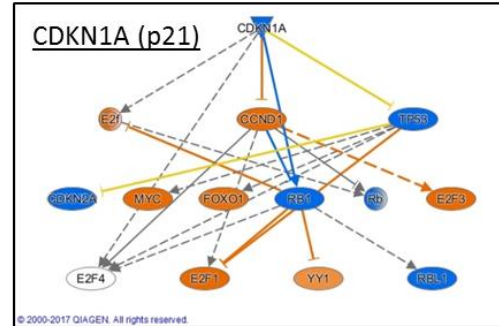 CDKN1A (p21)
CDKN1A
E2f
CCND1
TP53
CDKN2A
MYC
FOXO1
RB1
Rb
E2F3
E2F4
E2F1
YY1
RBL1
© 2000-2017 QIAGEN. All rights reserved.